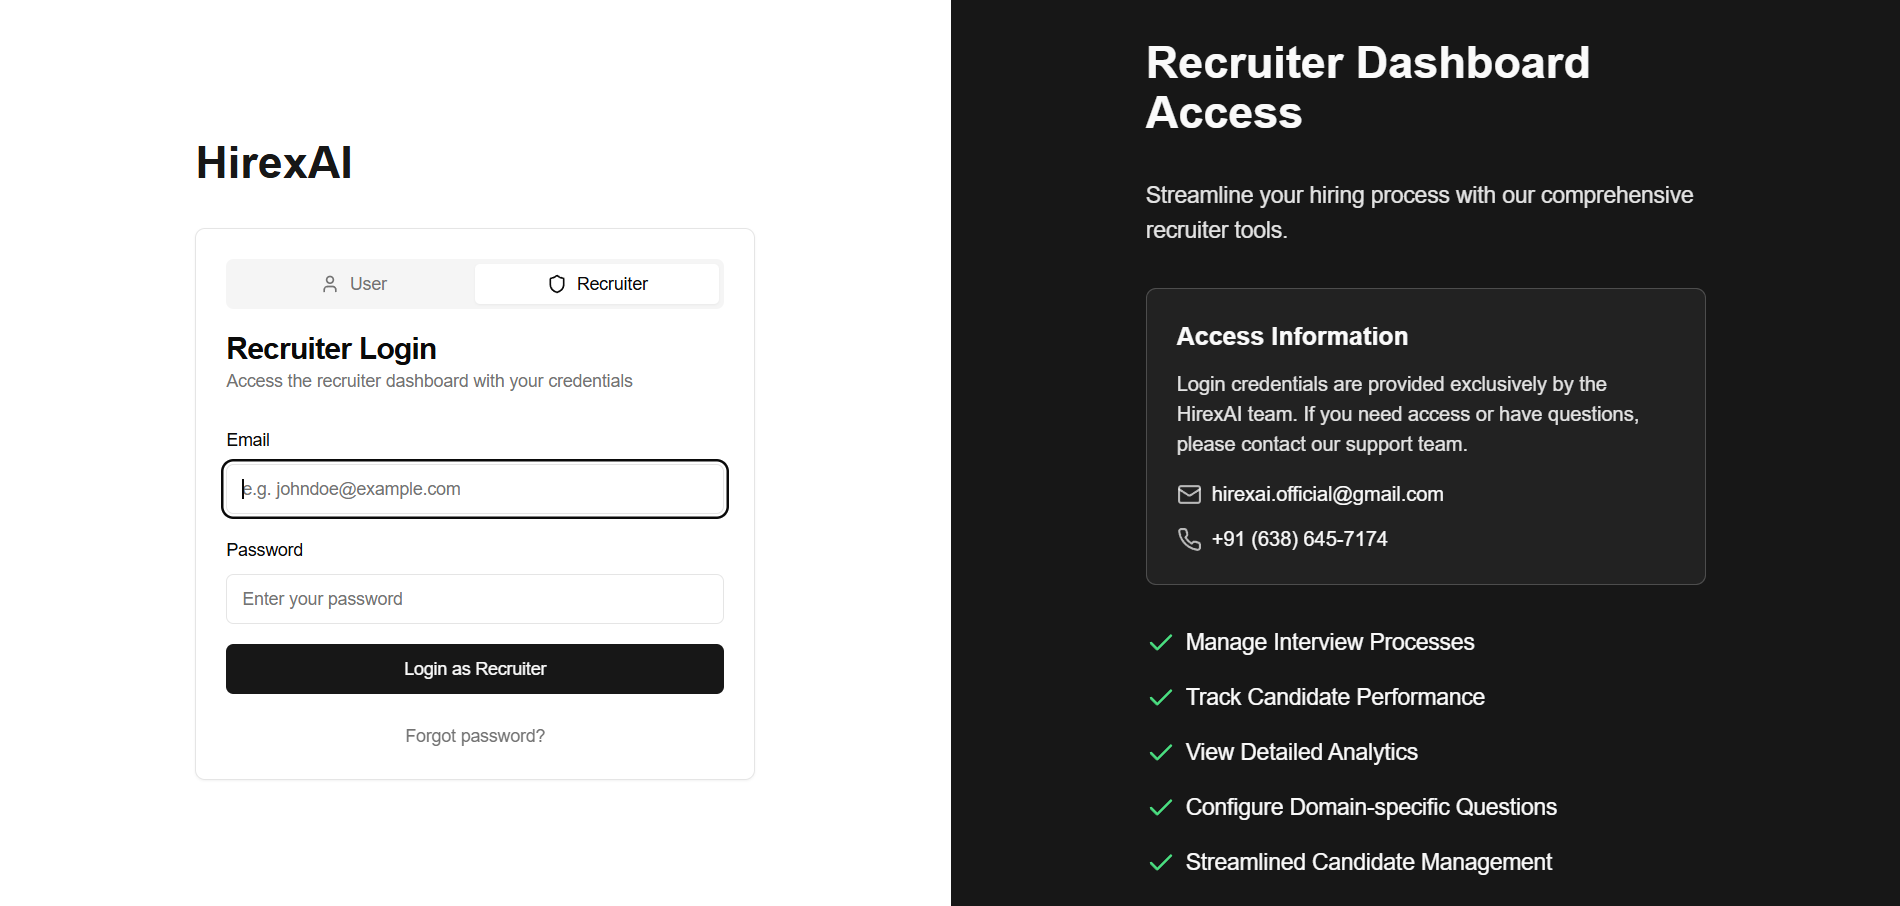 HirexAI
User
Recruiter
Recruiter Login
Access the recruiter dashboard with your credentials
Email
e.g. johndoe@example.com
Password
Enter your password
Login as Recruiter
Forgot password?
Recruiter Dashboard
Access
Streamline your hiring process with our comprehensive
recruiter tools.
Access Information
Login credentials are provided exclusively by the
HirexAI team. If you need access or have questions,
please contact our support team.
hirexai.official@gmail.com
+91 (638) 645-7174
Manage Interview Processes
Track Candidate Performance
View Detailed Analytics
Configure Domain-specific Questions
Streamlined Candidate Management